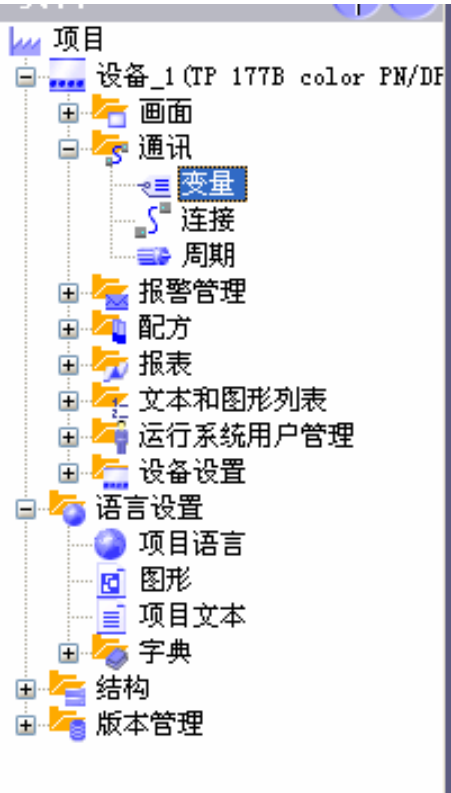 项目
设备_1(TP 177B color PN/DP
画面
通讯
变量
连接
周期
报警管理
配方
报表
文本和图形列表
运行系统用户管理
设备设置
语言设置
项目语言
图形
项目文本
字典
结构
版本管理